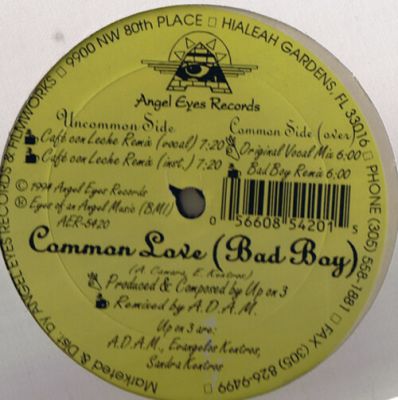 Marketed & Dist. by ANGEL EYES RECORDS & FILMWORKS □ 9900 NW 80th PLACE □ HIALEAH GARDENS, FL 33016 □ PHONE (305) 558-1881 □ FAX (305) 826-9499 □
Angel Eyes Records
Uncommon Side
Café con Leche Remix (vocal) 7:20
Café con Leche Remix (inst.) 7:20
Common Side (over)
Original Vocal Mix 6:00
Bad Boy Remix 6:00
© 1994 Angel Eyes Records
Eyes of an Angel Music (BMI)
AER-5420
0 56608 54201 5
Common Love (Bad Boy)
(A. Camara, E. Kontros)
Produced & Composed by Up on 3
Remixed by A.D.A.M.
Up on 3 are:
A.D.A.M., Evangelos Kontros,
Sandra Kontros